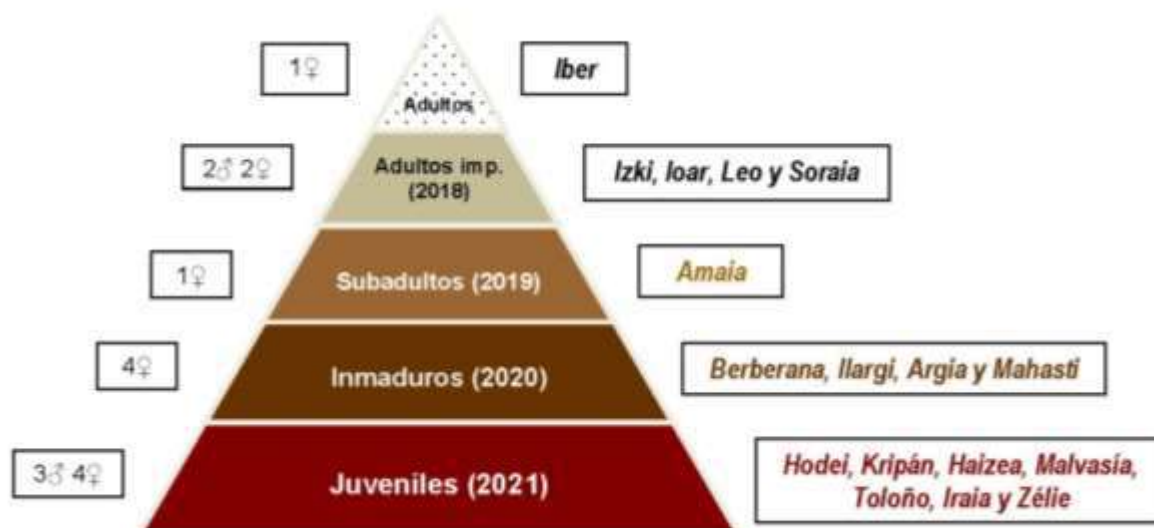 1♀
Adultos
Iber
2♂ 2♀
Adultos imp.
(2018)
Izki, Ioar, Leo y Soraia
1♀
Subadultos (2019)
Amaia
4♀
Inmaduros (2020)
Berberana, Ilargi, Argia y Mahasti
3♂ 4♀
Juveniles (2021)
Hodei, Kripán, Haizea, Malvasía,
Toloño, Iraia y Zélie